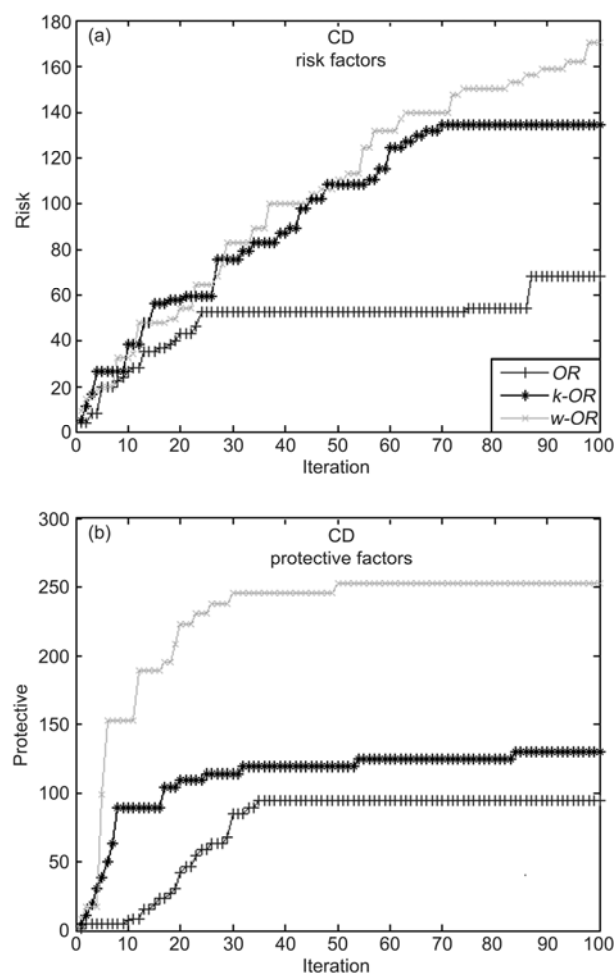 (a)
CD
risk factors
180
160
140
120
100
80
60
40
20
0
Risk
0 10 20 30 40 50 60 70 80 90 100
Iteration
OR
k-OR
w-OR
(b)
CD
protective factors
300
250
200
150
100
50
0
Protective
0 10 20 30 40 50 60 70 80 90 100
Iteration